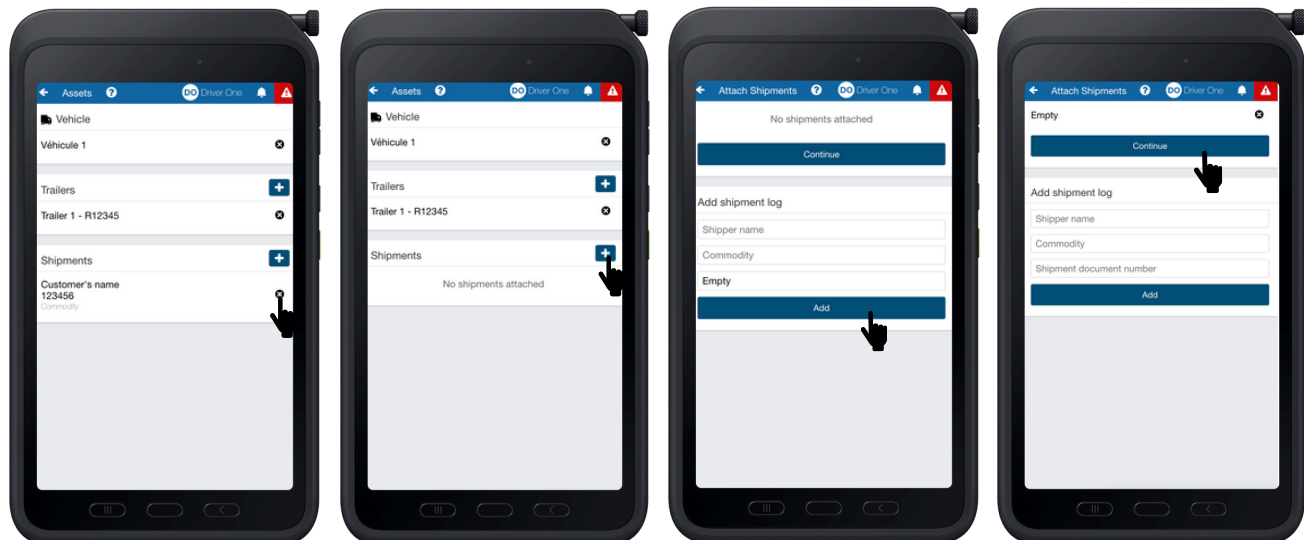 Assets ? DO Driver One
Vehicle
Véhicule 1
Trailers
Trailer 1 - R12345
Shipments
Customer's name
123456
Commodity
Assets ? DO Driver One
Vehicle
Véhicule 1
Trailers
Trailer 1 - R12345
Shipments
No shipments attached
Attach Shipments ? DO Driver One
No shipments attached
Continue
Add shipment log
Shipper name
Commodity
Empty
Add
Attach Shipments ? DO Driver One
Empty
Continue
Add shipment log
Shipper name
Commodity
Shipment document number
Add